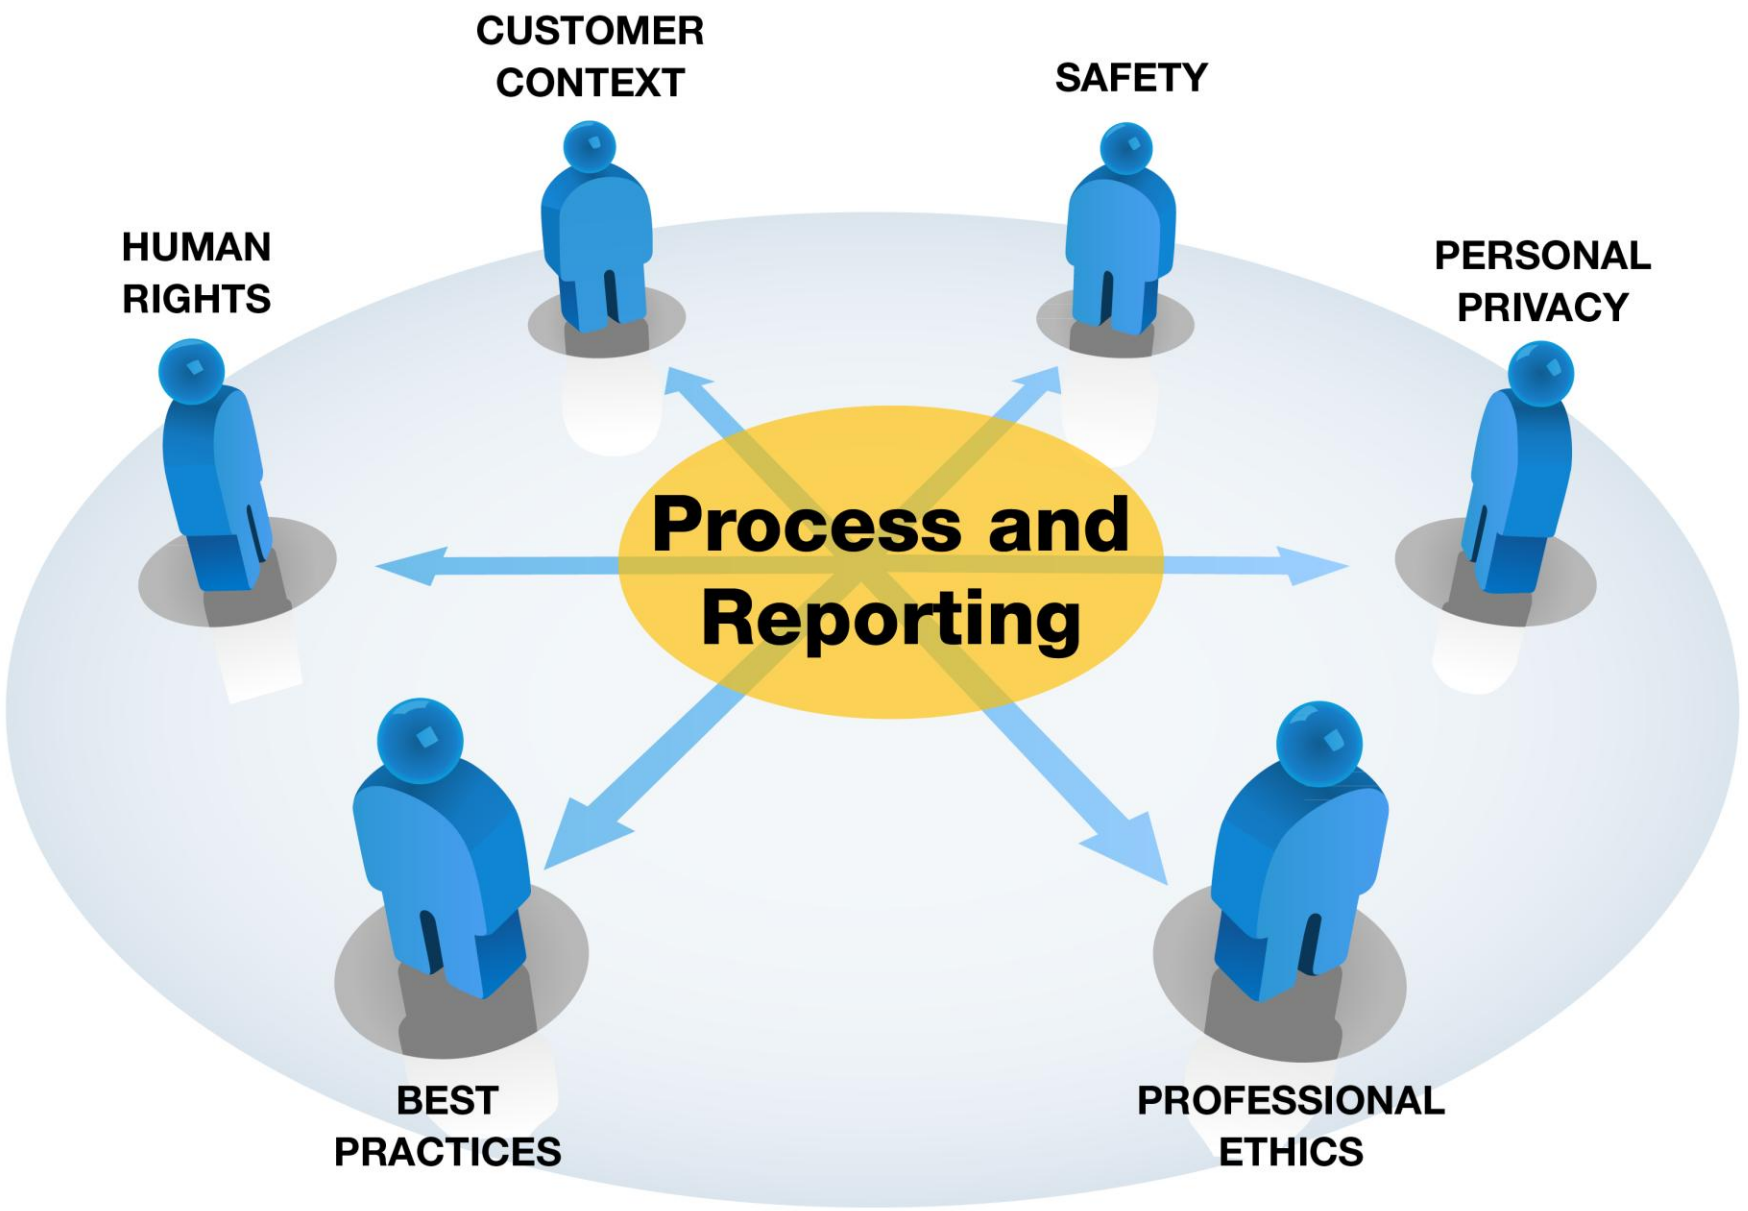 CUSTOMER
CONTEXT
SAFETY
HUMAN
RIGHTS
PERSONAL
PRIVACY
Process and
Reporting
BEST
PRACTICES
PROFESSIONAL
ETHICS